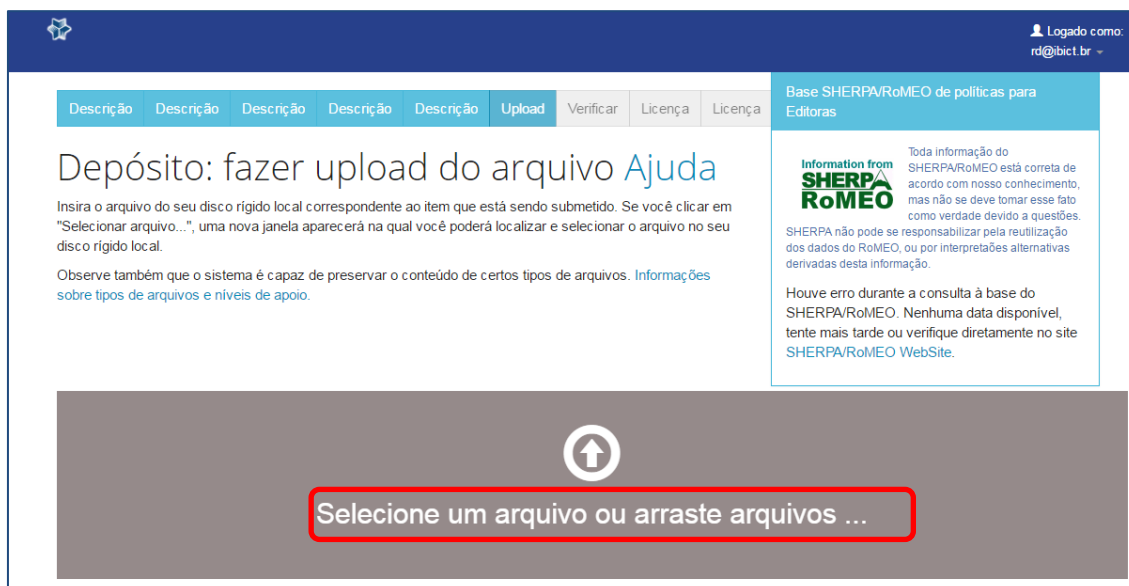 Logado como:
rd@ibict.br
Descrição Descrição Descrição Descrição Descrição Upload Verificar Licença Licença
Depósito: fazer upload do arquivo Ajuda
Insira o arquivo do seu disco rígido local correspondente ao item que está sendo submetido. Se você clicar em
"Selecionar arquivo...", uma nova janela aparecerá na qual você poderá localizar e selecionar o arquivo no seu
disco rígido local.
Observe também que o sistema é capaz de preservar o conteúdo de certos tipos de arquivos. Informações
sobre tipos de arquivos e níveis de apoio.
Base SHERPA/RoMEO de políticas para
Editoras
Information from
SHERPA
RoMEO
Toda informação do
SHERPA/RoMEO está correta de
acordo com nosso conhecimento,
mas não se deve tomar esse fato
como verdade devido a questões.
SHERPA não pode se responsabilizar pela reutilização
dos dados do RoMEO, ou por interpretaões alternativas
derivadas desta informação.
Houve erro durante a consulta à base do
SHERPA/RoMEO. Nenhuma data disponível,
tente mais tarde ou verifique diretamente no site
SHERPA/RoMEO WebSite.
Selecione um arquivo ou arraste arquivos ...